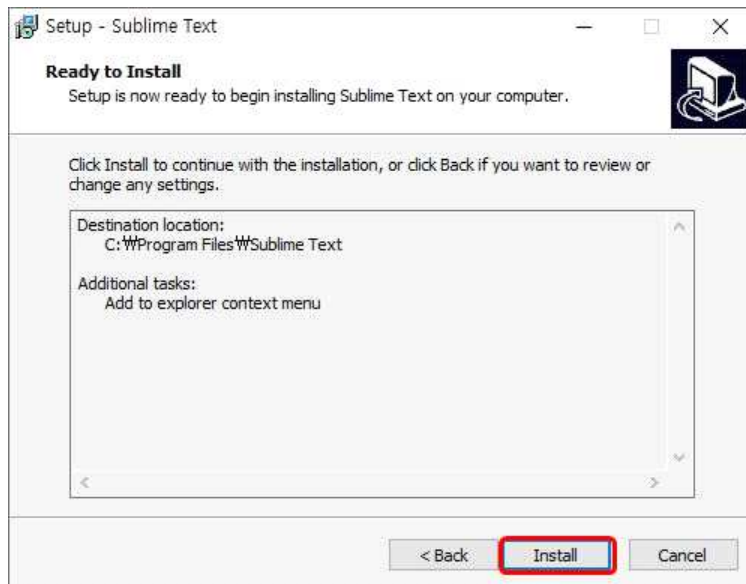 Setup - Sublime Text
Ready to Install
Setup is now ready to begin installing Sublime Text on your computer.
Click Install to continue with the installation, or click Back if you want to review or
change any settings.
Destination location:
C:₩Program Files₩Sublime Text
Additional tasks:
Add to explorer context menu
< Back
Install
Cancel